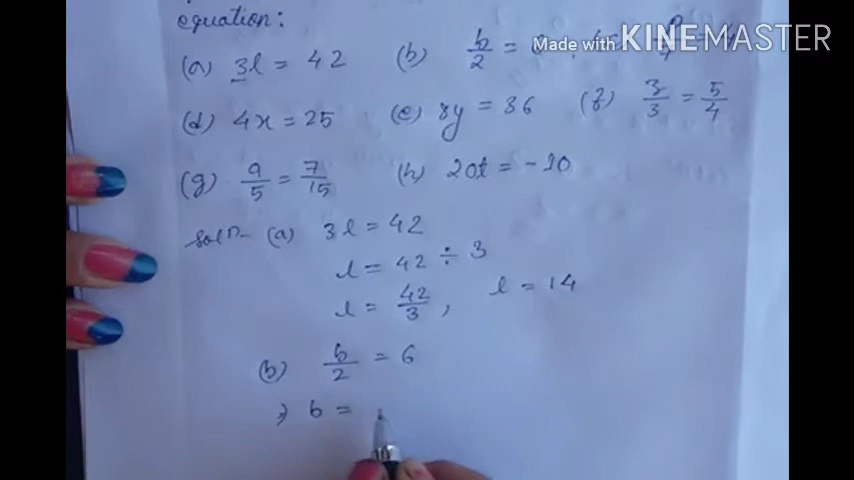 equation:
(a) 3l = 42 (b) b/2 =
Made with KINEMASTER
(d) 4x = 25 (e) 8y = 36 (f) z/3 = 5/4
(g) a/5 = 7/15 (h) 20t = -10
Solⁿ- (a) 3l = 42
l = 42 ÷ 3
l = 42/3, l = 14
(b) b/2 = 6
⇒ b =